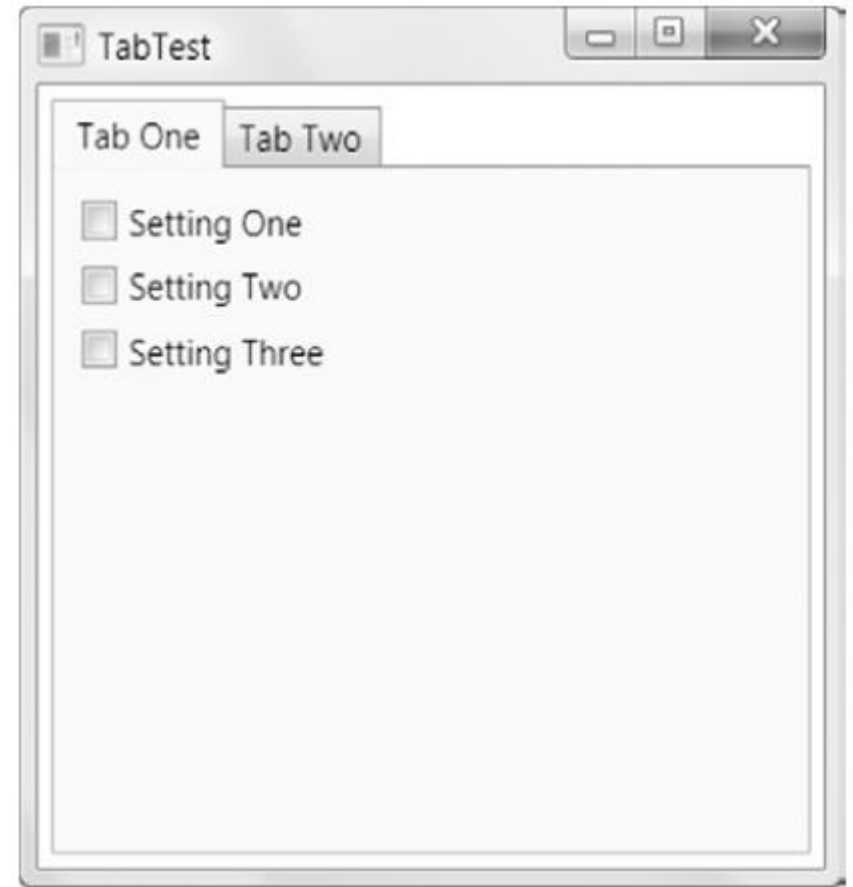 TabTest
Tab One Tab Two
Setting One
Setting Two
Setting Three